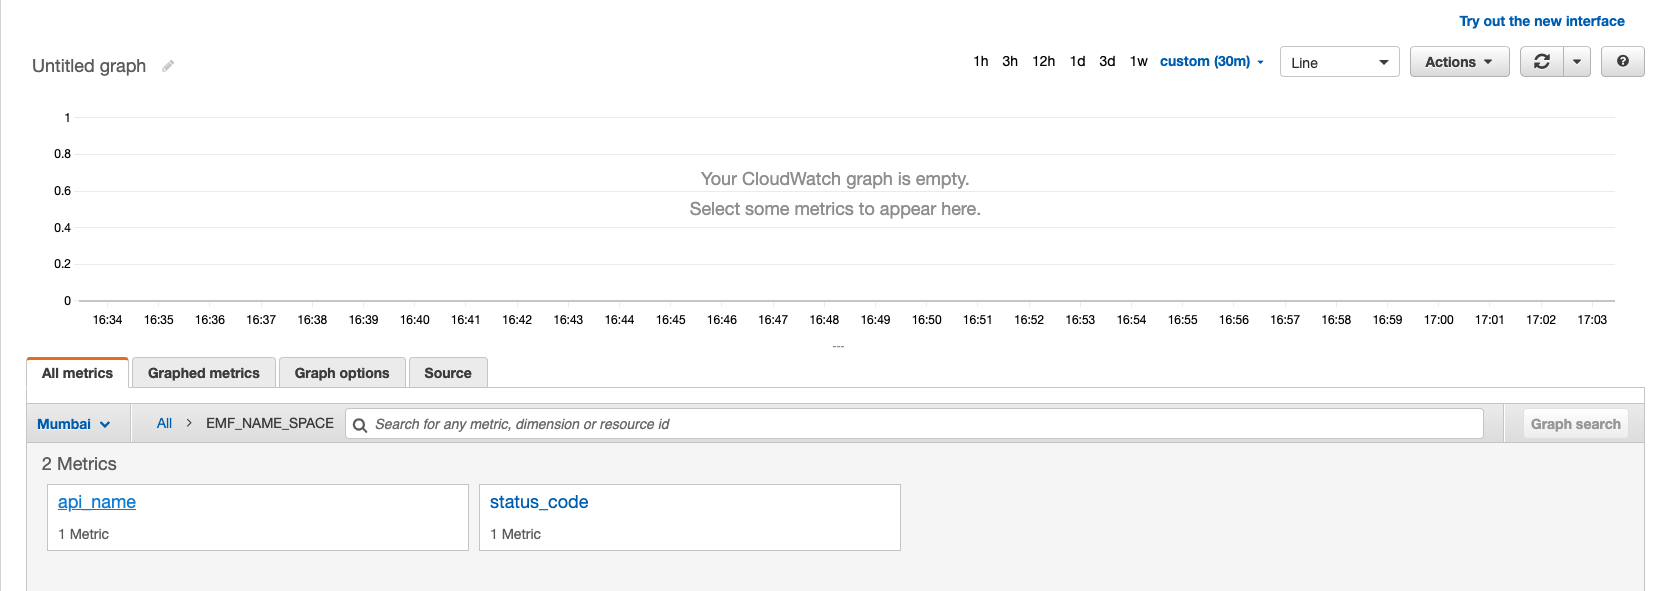 Try out the new interface
Untitled graph
1h 3h 12h 1d 3d 1w custom (30m) Line Actions
1
0.8
0.6
0.4
0.2
0
Your CloudWatch graph is empty.
Select some metrics to appear here.
16:34 16:35 16:36 16:37 16:38 16:39 16:40 16:41 16:42 16:43 16:44 16:45 16:46 16:47 16:48 16:49 16:50 16:51 16:52 16:53 16:54 16:55 16:56 16:57 16:58 16:59 17:00 17:01 17:02 17:03
All metrics Graphed metrics Graph options Source
Mumbai All > EMF_NAME_SPACE Search for any metric, dimension or resource id Graph search
2 Metrics
api_name status_code
1 Metric 1 Metric